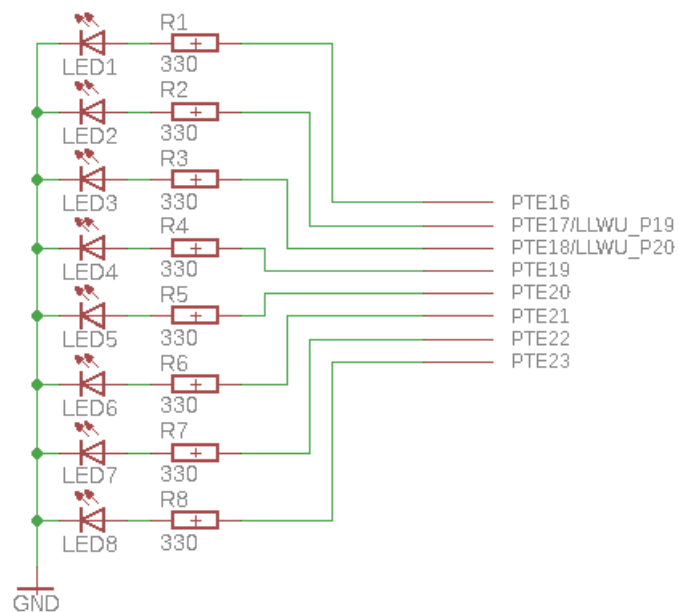 R1
LED1
330
R2
LED2
330
R3
LED3
330
R4
LED4
330
R5
LED5
330
R6
LED6
330
R7
LED7
330
R8
LED8
330
GND
PTE16
PTE17/LLWU_P19
PTE18/LLWU_P20
PTE19
PTE20
PTE21
PTE22
PTE23